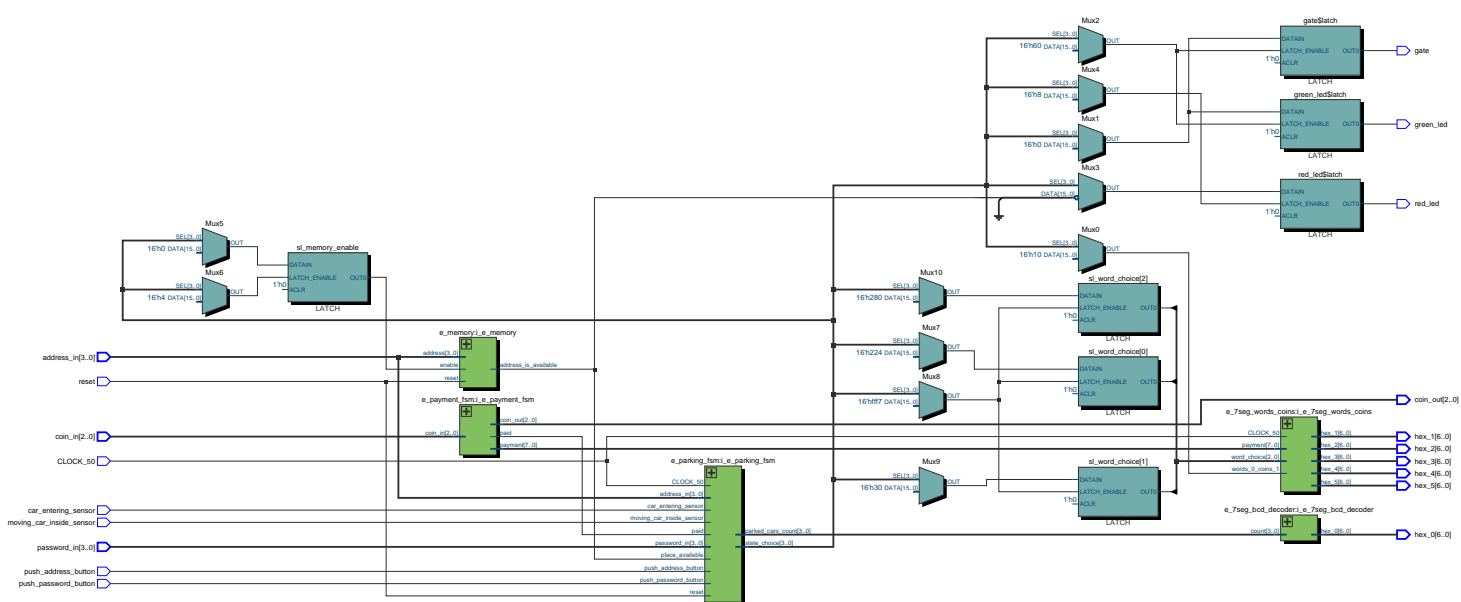 Mux2
SEL[3..0]
OUT
16'h60 DATA[15..0]
gate$latch
DATAIN
LATCH_ENABLE
OUT0
1'h0
ACLR
LATCH
gate
Mux4
SEL[3..0]
OUT
16'h8 DATA[15..0]
green_led$latch
DATAIN
LATCH_ENABLE
OUT0
1'h0
ACLR
LATCH
green_led
Mux1
SEL[3..0]
OUT
16'h0 DATA[15..0]
Mux3
SEL[3..0]
OUT
DATA[15..0]
red_led$latch
DATAIN
LATCH_ENABLE
OUT0
1'h0
ACLR
LATCH
red_led
Mux5
SEL[3..0]
OUT
16'h0 DATA[15..0]
Mux6
SEL[3..0]
OUT
16'h4 DATA[15..0]
sl_memory_enable
DATAIN
LATCH_ENABLE
OUT0
1'h0
ACLR
LATCH
Mux0
SEL[3..0]
OUT
16'h10 DATA[15..0]
Mux10
SEL[3..0]
OUT
16'h280 DATA[15..0]
sl_word_choice[2]
DATAIN
LATCH_ENABLE
OUT0
1'h0
ACLR
LATCH
Mux7
SEL[3..0]
OUT
16'h224 DATA[15..0]
sl_word_choice[0]
DATAIN
LATCH_ENABLE
OUT0
1'h0
ACLR
LATCH
Mux8
SEL[3..0]
OUT
16'hfff7 DATA[15..0]
e_memory:i_e_memory
address_in[3..0]
address[3..0]
enable
address_is_available
reset
reset
e_payment_fsm:i_e_payment_fsm
coin_out[2..0]
coin_in[2..0]
coin_in[2..0]
paid
payment[7..0]
coin_out[2..0]
e_7seg_words_coins:i_e_7seg_words_coins
CLOCK_50
payment[7..0]
word_choice[2..0]
words_0_coins_1
hex_1[6..0]
hex_2[6..0]
hex_3[6..0]
hex_4[6..0]
hex_5[6..0]
hex_1[6..0]
hex_2[6..0]
hex_3[6..0]
hex_4[6..0]
hex_5[6..0]
CLOCK_50
Mux9
SEL[3..0]
OUT
16'h30 DATA[15..0]
sl_word_choice[1]
DATAIN
LATCH_ENABLE
OUT0
1'h0
ACLR
LATCH
e_parking_fsm:i_e_parking_fsm
CLOCK_50
address_in[3..0]
car_entering_sensor
moving_car_inside_sensor
paid
password_in[3..0]
place_available
push_address_button
push_password_button
reset
parked_cars_count[3..0]
state_choice[3..0]
car_entering_sensor
moving_car_inside_sensor
password_in[3..0]
push_address_button
push_password_button
e_7seg_bcd_decoder:i_e_7seg_bcd_decoder
count[3..0]
hex_0[6..0]
hex_0[6..0]